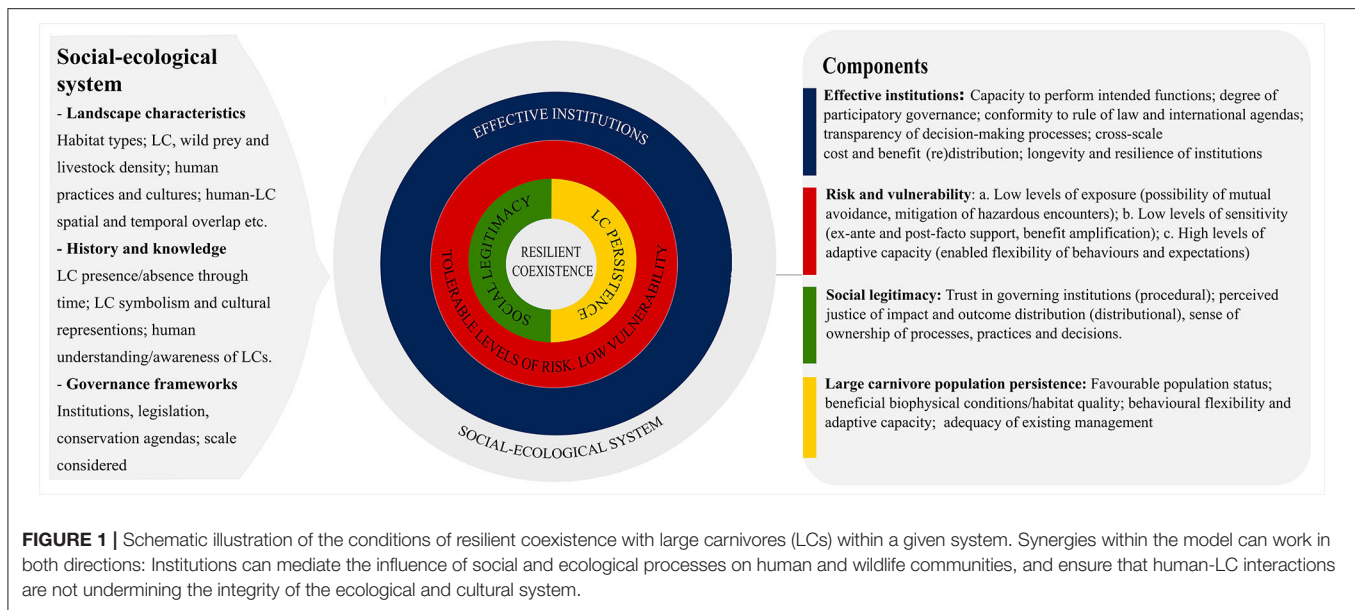 Social-ecological
system
- Landscape characteristics
Habitat types; LC, wild prey and
livestock density; human
practices and cultures; human-LC
spatial and temporal overlap etc.
- History and knowledge
LC presence/absence through
time; LC symbolism and cultural
representions; human
understanding/awareness of LCs.
- Governance frameworks
Institutions, legislation,
conservation agendas; scale
considered
EFFECTIVE INSTITUTIONS
SOCIAL LEGITIMACY
LC PERSISTENCE
RESILIENT
COEXISTENCE
TOLERABLE LEVELS OF RISK. LOW VULNERABILITY
SOCIAL-ECOLOGICAL SYSTEM
Components
Effective institutions: Capacity to perform intended functions; degree of
participatory governance; conformity to rule of law and international agendas;
transparency of decision-making processes; cross-scale
cost and benefit (re)distribution; longevity and resilience of institutions
Risk and vulnerability: a. Low levels of exposure (possibility of mutual
avoidance, mitigation of hazardous encounters); b. Low levels of sensitivity
(ex-ante and post-facto support, benefit amplification); c. High levels of
adaptive capacity (enabled flexibility of behaviours and expectations)
Social legitimacy: Trust in governing institutions (procedural); perceived
justice of impact and outcome distribution (distributional), sense of
ownership of processes, practices and decisions.
Large carnivore population persistence: Favourable population status;
beneficial biophysical conditions/habitat quality; behavioural flexibility and
adaptive capacity; adequacy of existing management
FIGURE 1 | Schematic illustration of the conditions of resilient coexistence with large carnivores (LCs) within a given system. Synergies within the model can work in
both directions: Institutions can mediate the influence of social and ecological processes on human and wildlife communities, and ensure that human-LC interactions
are not undermining the integrity of the ecological and cultural system.